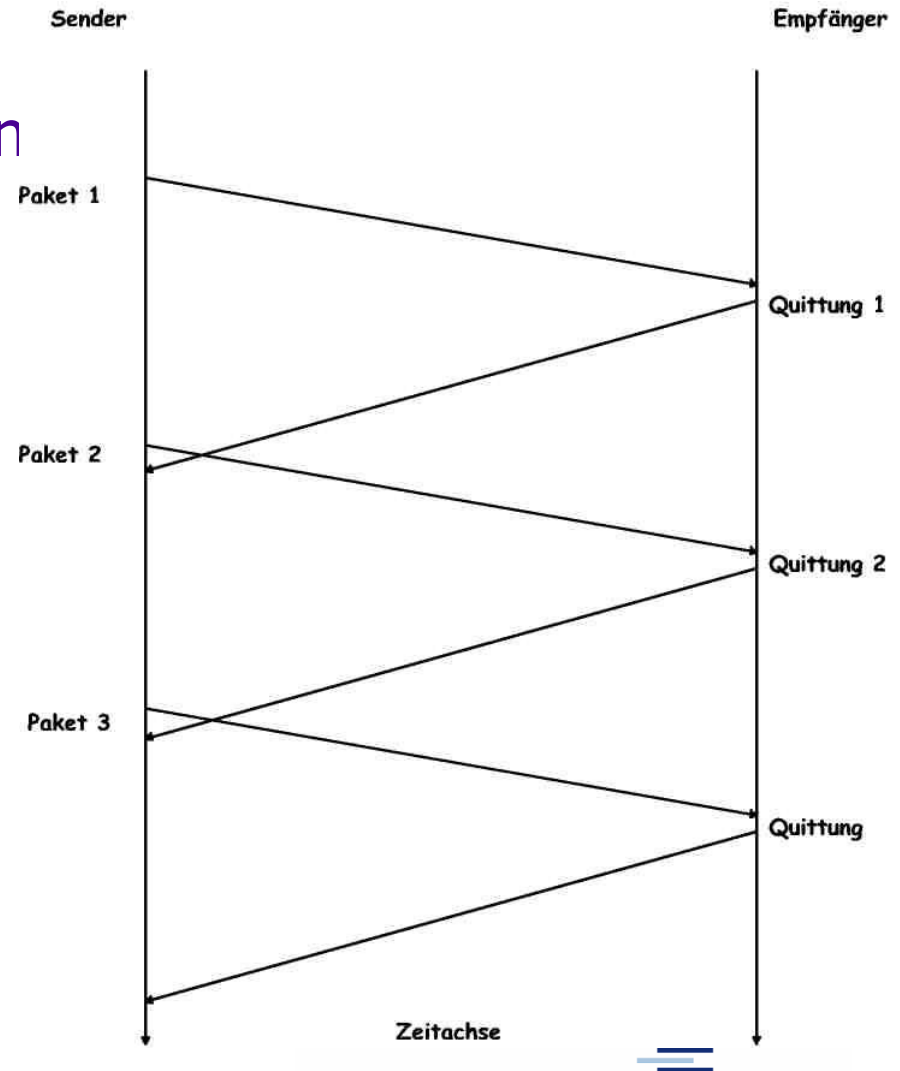 Sender Empfänger
n
Paket 1
Quittung 1
Paket 2
Quittung 2
Paket 3
Quittung
Zeitachse